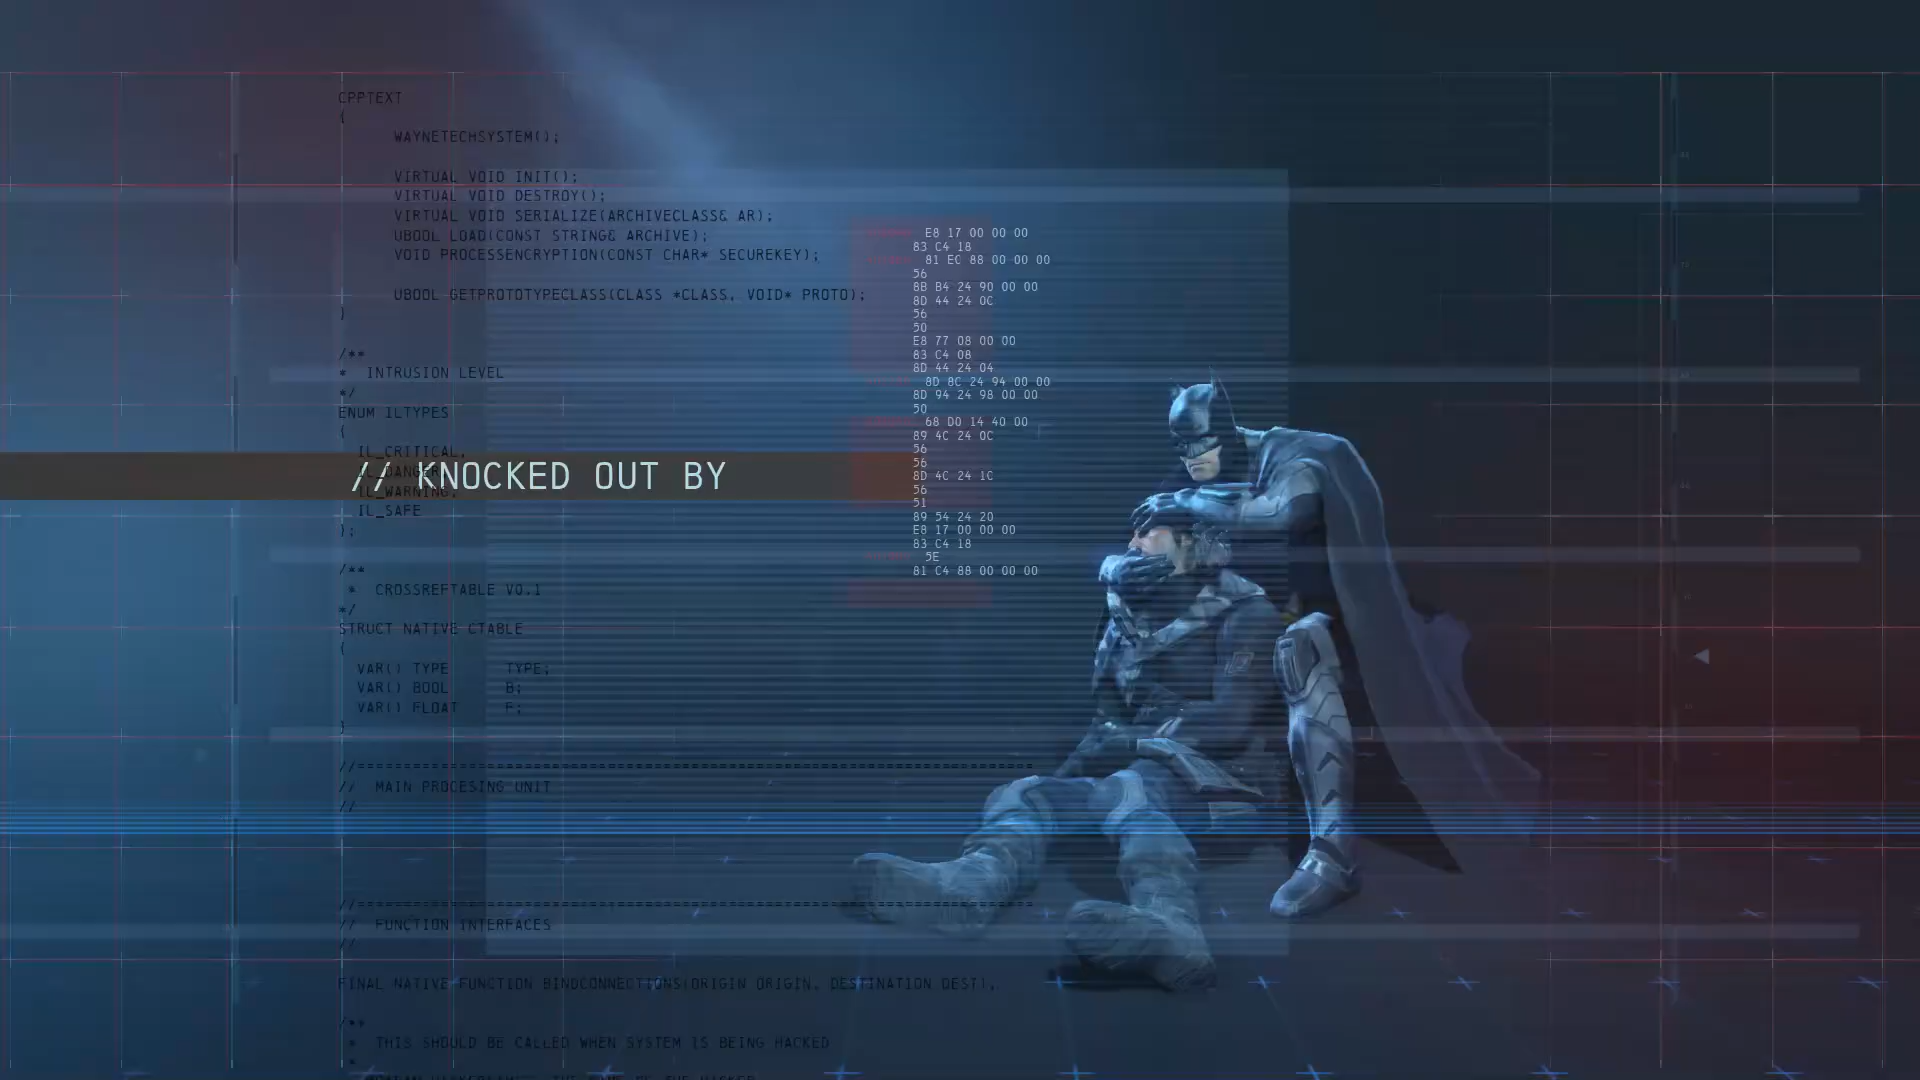 CPPTEXT
{
WAYNETECHSYSTEM();
VIRTUAL VOID INIT();
VIRTUAL VOID DESTROY();
VIRTUAL VOID SERIALIZE(ARCHIVECLASS& AR);
UBOOL LOAD(CONST STRING& ARCHIVE);
VOID PROCESSENCRYPTION(CONST CHAR* SECUREKEY);
UBOOL GETPROTOTYPECLASS(CLASS *CLASS, VOID* PROTO);
}
/**
* INTRUSION LEVEL
*/
ENUM ILTYPES
{
IL_CRITICAL,
IL_DANGER,
IL_WARNING,
IL_SAFE
};
// KNOCKED OUT BY
/**
* CROSSREFTABLE V0.1
*/
STRUCT NATIVE CTABLE
{
VAR() TYPE TYPE;
VAR() BOOL B;
VAR() FLOAT F;
}
//=========================================================================
// MAIN PROCESING UNIT
//
//=========================================================================
// FUNCTION INTERFACES
//
FINAL NATIVE FUNCTION BINDCONNECTIONS(ORIGIN ORIGIN, DESTINATION DEST),
/**
* THIS SHOULD BE CALLED WHEN SYSTEM IS BEING HACKED
*
E8 17 00 00 00
83 C4 18
81 EC 88 00 00 00
56
8B B4 24 90 00 00
8D 44 24 0C
56
50
E8 77 08 00 00
83 C4 08
8D 44 24 04
8D 8C 24 94 00 00
8D 94 24 98 00 00
50
68 D0 14 40 00
89 4C 24 0C
56
56
8D 4C 24 1C
56
51
89 54 24 20
E8 17 00 00 00
83 C4 18
5E
81 C4 88 00 00 00